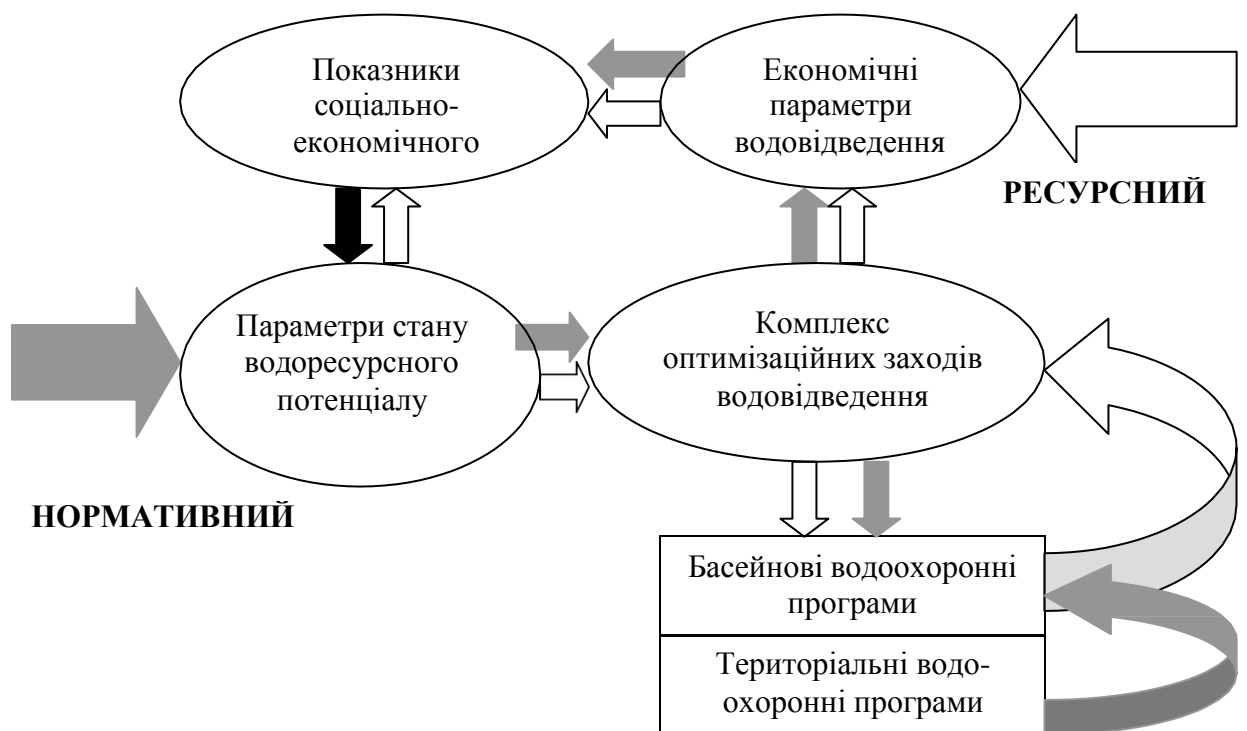 Показники
соціально-
економічного
Економічні
параметри
водовідведення
РЕСУРСНИЙ
Параметри стану
водоресурсного
потенціалу
Комплекс
оптимізаційних заходів
водовідведення
НОРМАТИВНИЙ
Басейнові водоохоронні
програми
Територіальні водо-
охоронні програми